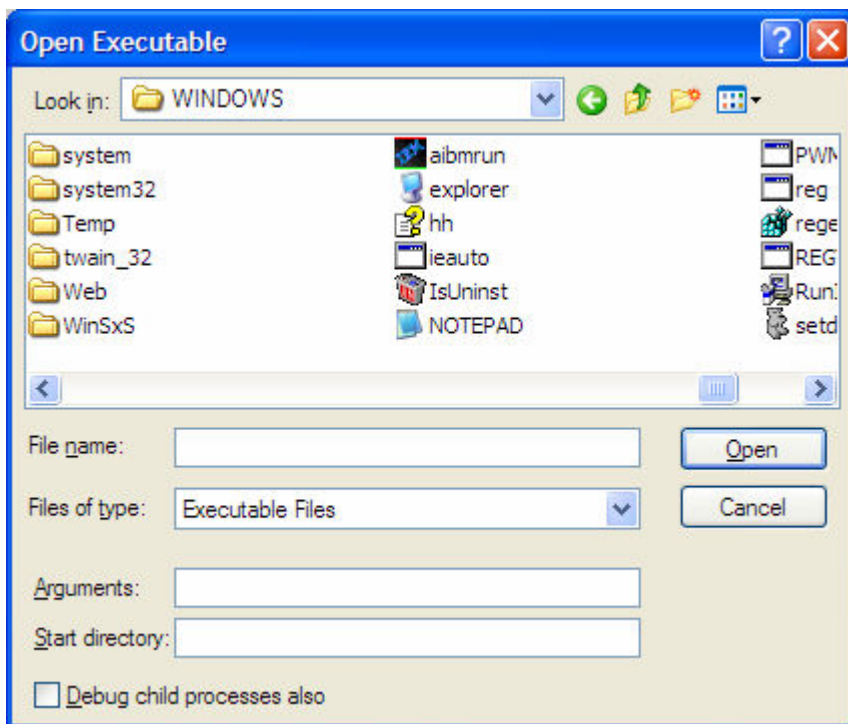 Open Executable
Look in: WINDOWS
system aibmrun
system32 explorer reg
Temp hh
twain_32 ieauto
Web IsUninst
WinSxS NOTEPAD
File name: Open
Files of type: Executable Files Cancel
Arguments:
Start directory:
Debug child processes also